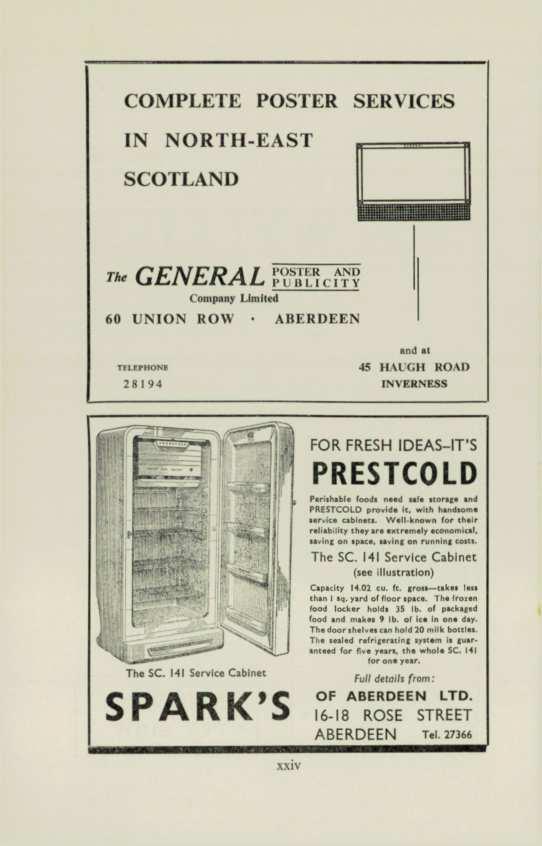 COMPLETE POSTER SERVICES
IN NORTH-EAST
SCOTLAND
The GENERAL POSTER AND PUBLICITY
Company Limited
60 UNION ROW · ABERDEEN
and at
TELEPHONE
28194
45 HAUGH ROAD
INVERNESS
FOR FRESH IDEAS–IT'S
PRESTCOLD
Perishable foods need safe storage and
PRESTCOLD provide it, with handsome
service cabinets. Well-known for their
reliability they are extremely economical,
saving on space, saving on running costs.
The SC. 141 Service Cabinet
(see illustration)
Capacity 14.02 cu. ft. gross—takes less
than 1 sq. yard of floor space. The frozen
food locker holds 35 lb. of packaged
food and makes 9 lb. of ice in one day.
The door shelves can hold 20 milk bottles.
The sealed refrigerating system is guar-
anteed for five years, the whole SC. 141
for one year.
The SC. 141 Service Cabinet
Full details from:
SPARK'S
OF ABERDEEN LTD.
16-18 ROSE STREET
ABERDEEN Tel. 27366
xxiv